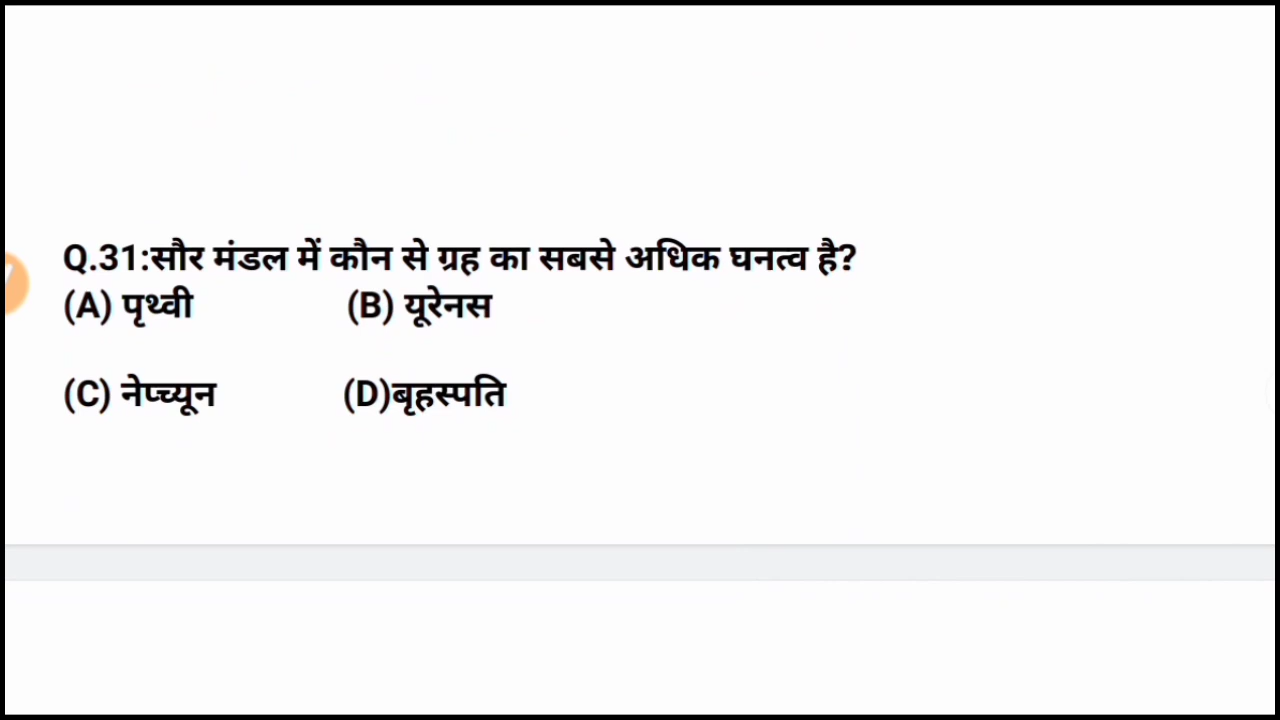 Q.31:सौर मंडल में कौन से ग्रह का सबसे अधिक घनत्व है?
(A) पृथ्वी (B) यूरेनस
(C) नेप्च्यून (D)बृहस्पति